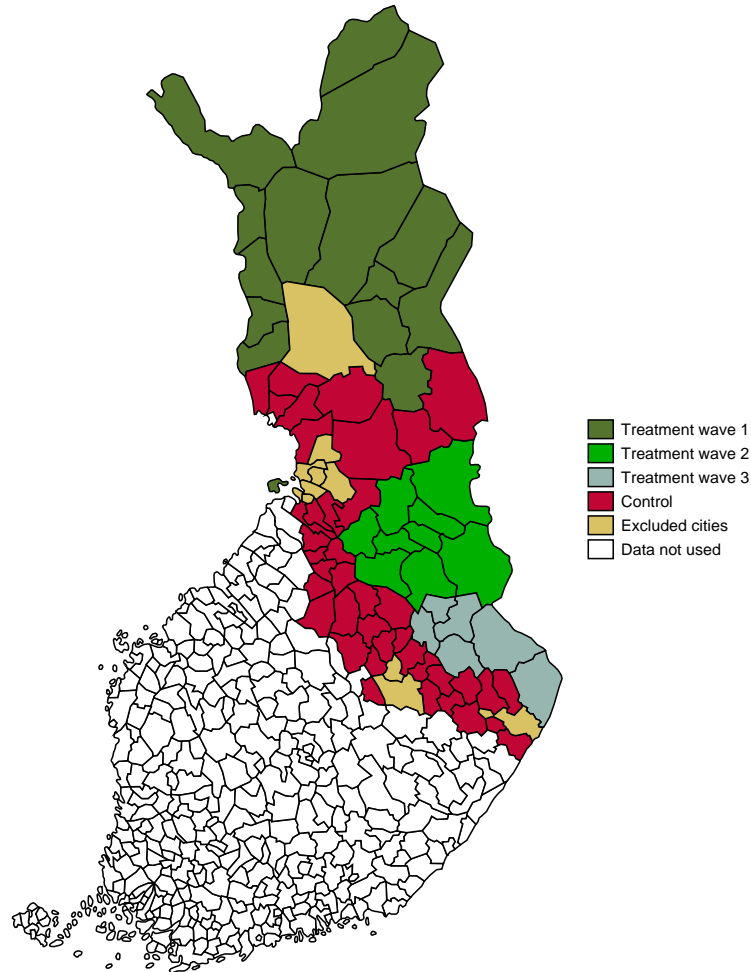 Treatment wave 1
Treatment wave 2
Treatment wave 3
Control
Excluded cities
Data not used